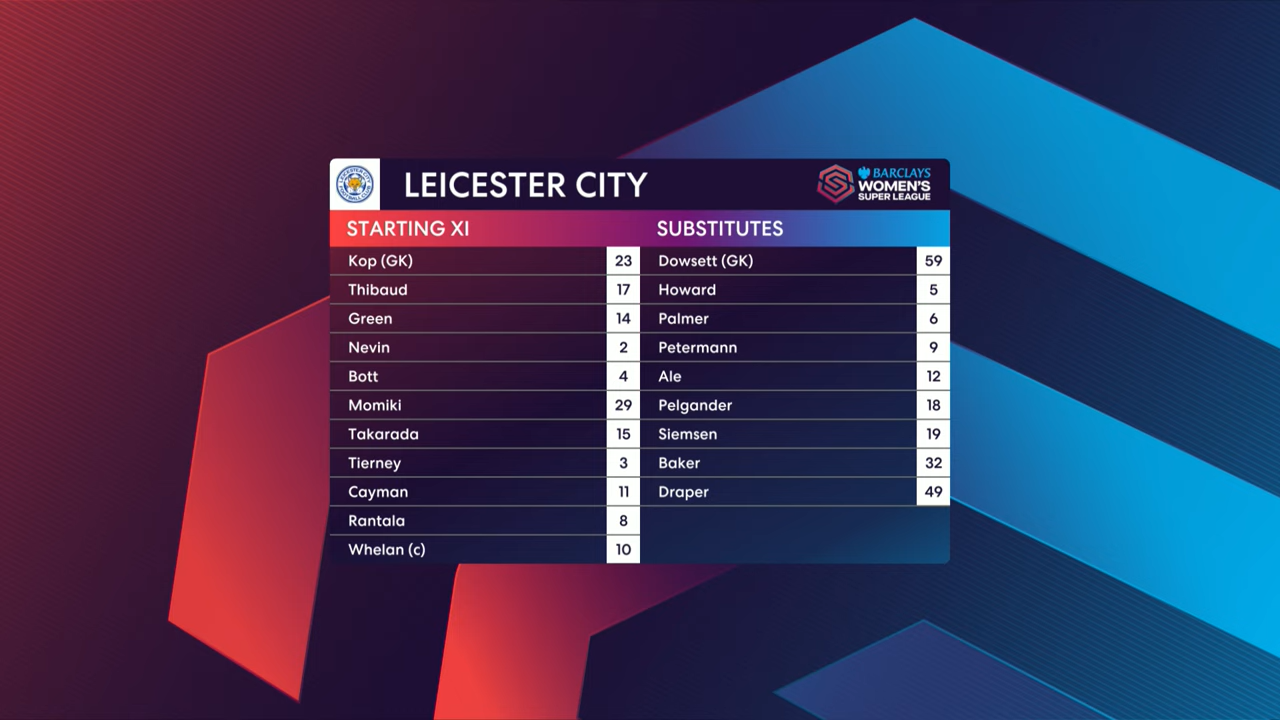 LEICESTER CITY
BARCLAYS
WOMEN'S
SUPER LEAGUE
STARTING XI
Kop (GK) 23
Thibaud 17
Green 14
Nevin 2
Bott 4
Momiki 29
Takarada 15
Tierney 3
Cayman 11
Rantala 8
Whelan (c) 10
SUBSTITUTES
Dowsett (GK) 59
Howard 5
Palmer 6
Petermann 9
Ale 12
Pelgander 18
Siemsen 19
Baker 32
Draper 49